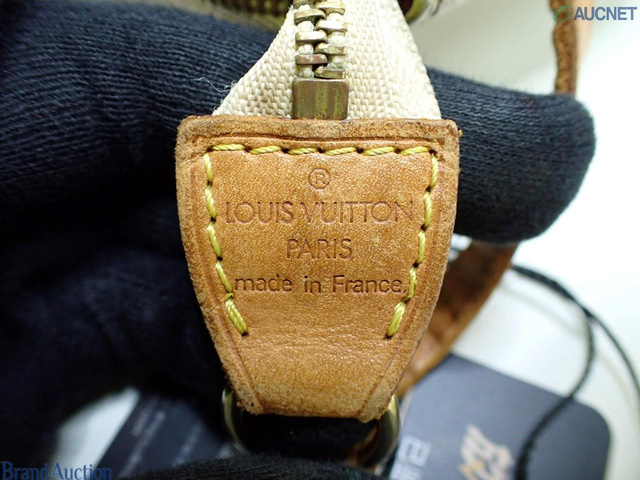 AUCNET
®
LOUIS VUITTON
PARIS
made in France
Brand Auction